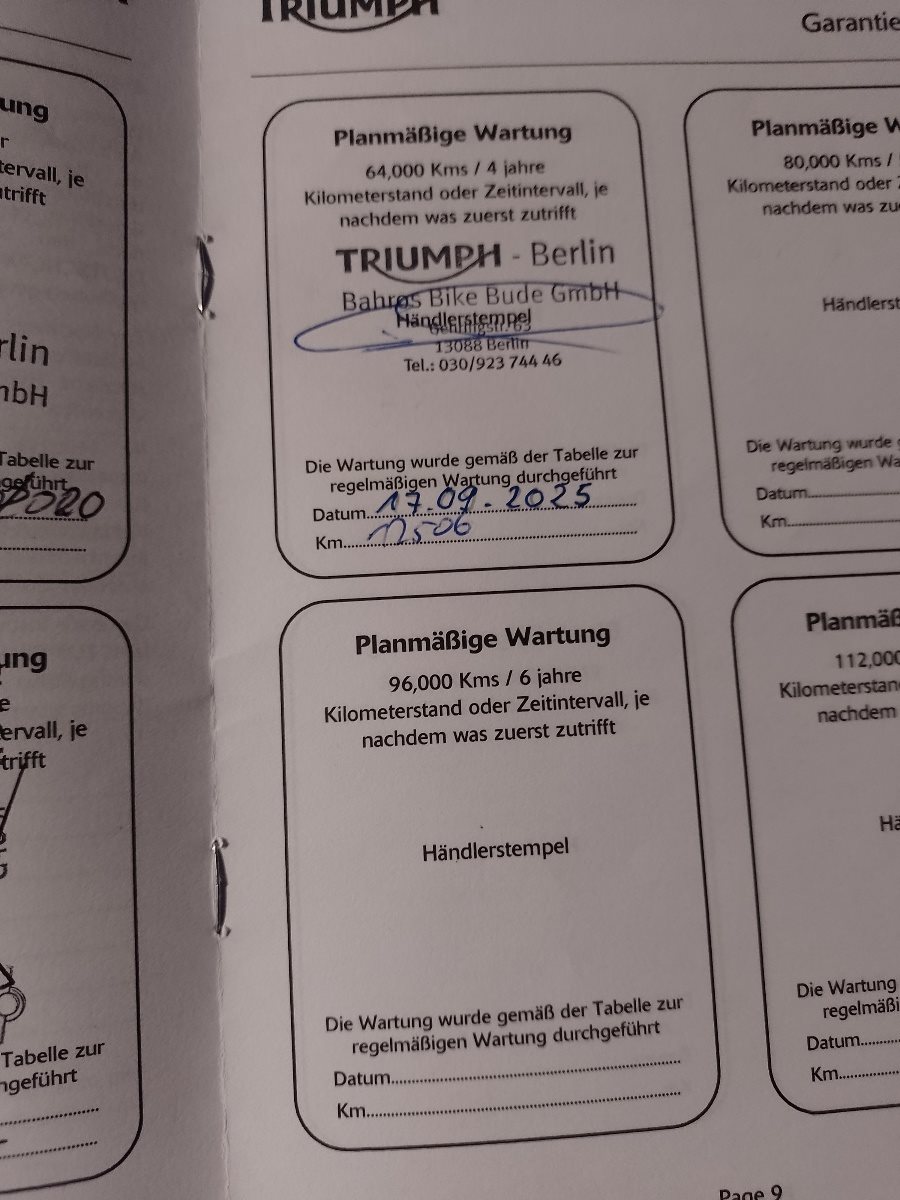 TRIUMPH
Garantie
ung
r
tervall, je
trifft
rlin
mbH
Tabelle zur
geführt
2020
Planmäßige Wartung
64,000 Kms / 4 jahre
Kilometerstand oder Zeitintervall, je
nachdem was zuerst zutrifft
TRIUMPH - Berlin
Bahros Bike Bude GmbH
Händlerstempel
13088 Berlin
Tel.: 030/923 744 46
Die Wartung wurde gemäß der Tabelle zur
regelmäßigen Wartung durchgeführt
Datum 17.09.2025
Km 11506
Planmäßige W
80,000 Kms /
Kilometerstand oder Z
nachdem was zu
Händlerst
Die Wartung wurde g
regelmäßigen Wa
Datum
Km
ung
e
ervall, je
trifft
Tabelle zur
geführt
Planmäßige Wartung
96,000 Kms / 6 jahre
Kilometerstand oder Zeitintervall, je
nachdem was zuerst zutrifft
Händlerstempel
Die Wartung wurde gemäß der Tabelle zur
regelmäßigen Wartung durchgeführt
Datum
Km
Planmäß
112,000
Kilometerstan
nachdem
Hä
Die Wartung
regelmäßi
Datum
Km
Page 9